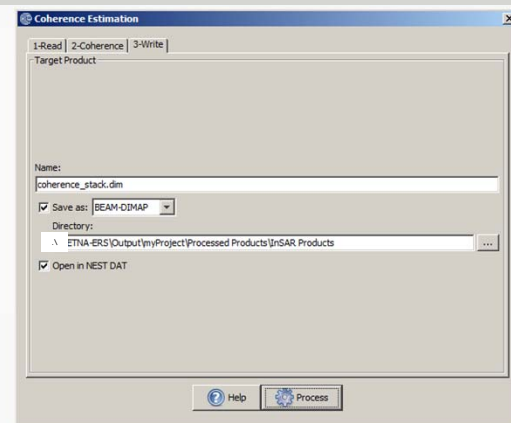 Coherence Estimation
1-Read 2-Coherence 3-Write
Target Product
Name:
coherence_stack.dim
Save as: BEAM-DIMAP
Directory:
.\ ETNA-ERS\Output\myProject\Processed Products\InSAR Products
...
Open in NEST DAT
Help Process